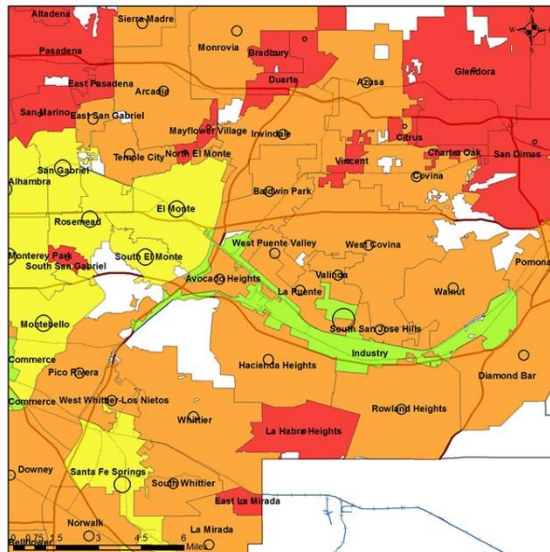 Altadena
Sierra Madre
Monrovia
Bradbury
Pasadena
Duarte
Azusa
Glendora
East Pasadena
Arcadia
San Marino
East San Gabriel
Mayflower Village
Irwindale
Citrus
Temple City
North El Monte
Vincent
Charter Oak
San Dimas
San Gabriel
Alhambra
Covina
Baldwin Park
El Monte
Rosemead
West Puente Valley
West Covina
Monterey Park
South El Monte
South San Gabriel
Pomona
Avocado Heights
La Puente
Valinda
Walnut
Montebello
South San Jose Hills
Industry
Commerce
Pico Rivera
Hacienda Heights
Diamond Bar
Commerce
West Whittier-Los Nietos
Whittier
Rowland Heights
La Habra Heights
Downey
Santa Fe Springs
South Whittier
East La Mirada
Norwalk
La Mirada
Bellflower
0 0.75 1.5 3 4.5 6
Miles